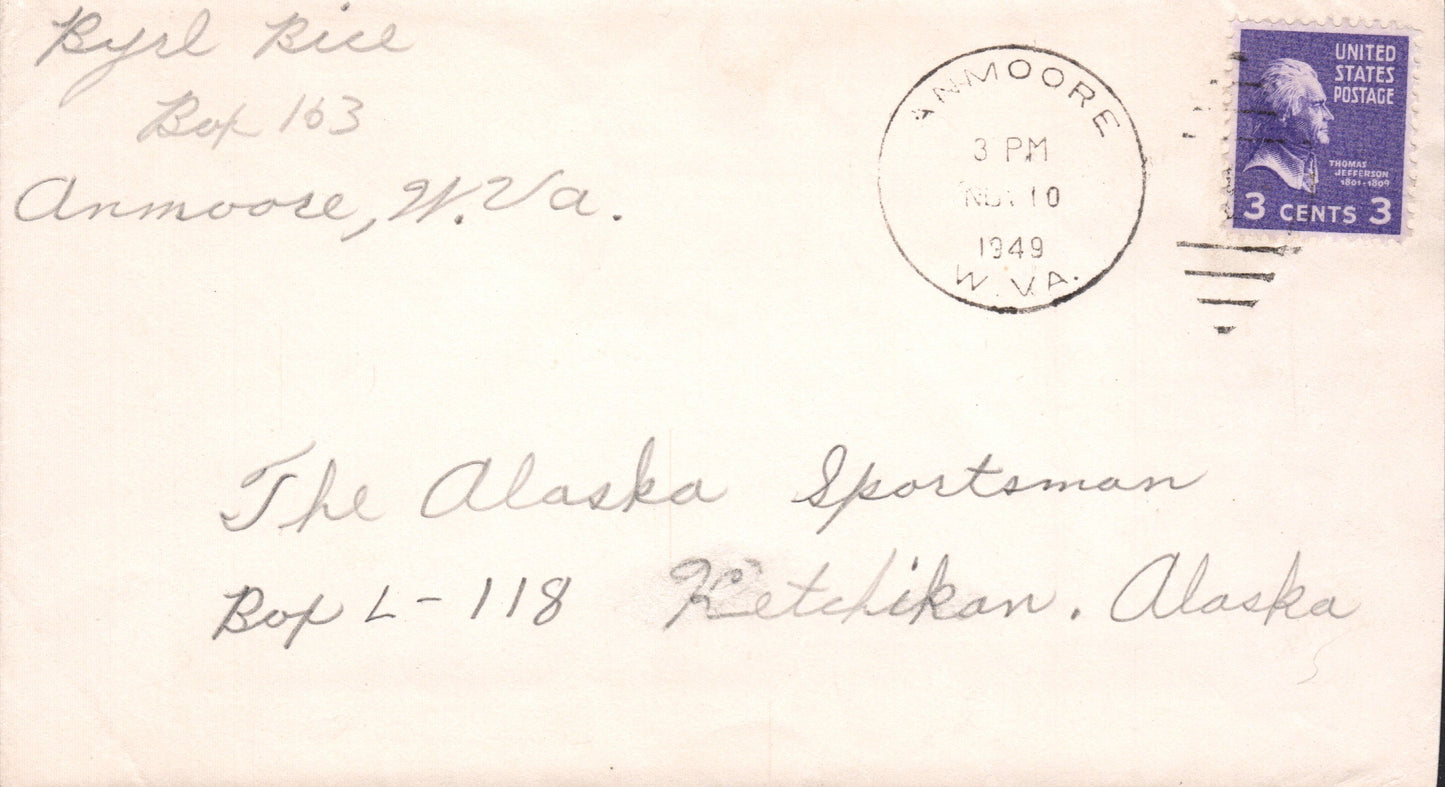 Byrl Rice
Box 163
Anmoore, W. Va.
ANMOORE
3 PM
NOV 10
1949
W. VA.
UNITED
STATES
POSTAGE
THOMAS
JEFFERSON
1801-1809
3 CENTS 3
The Alaska Sportsman
Box L-118 Ketchikan. Alaska